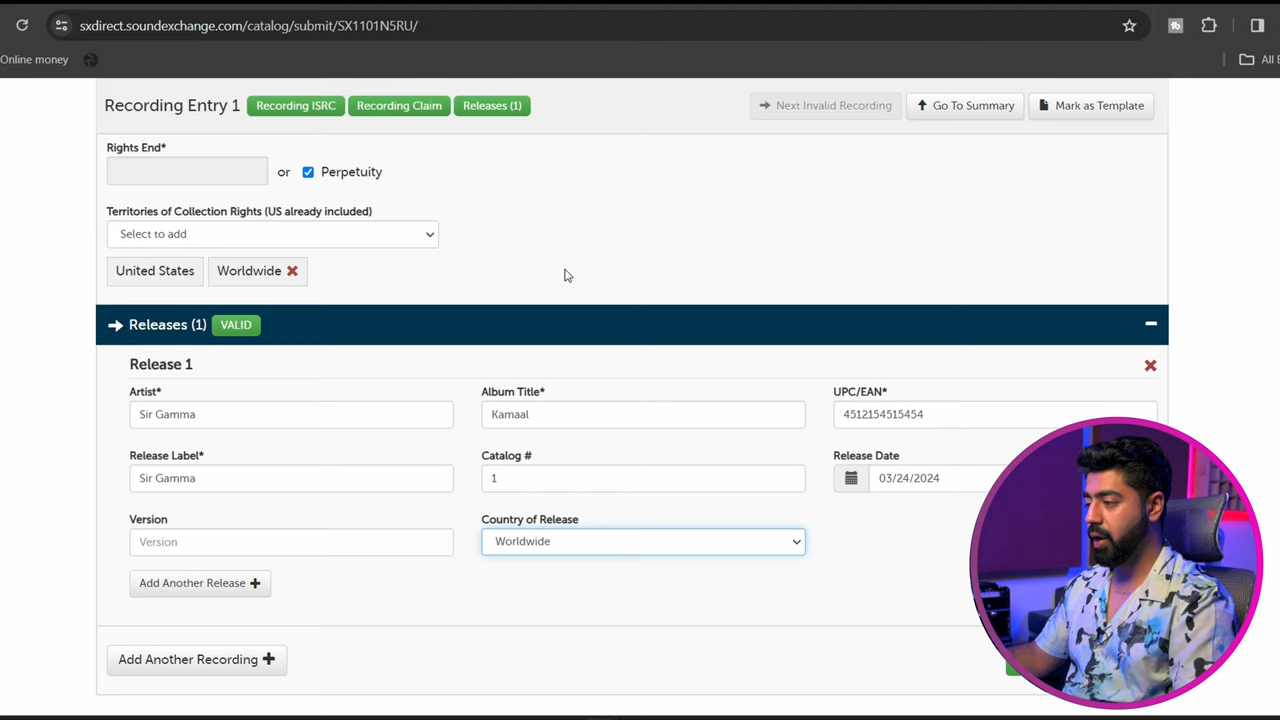 sxdirect.soundexchange.com/catalog/submit/SX1101N5RU/
Online money
All
Recording Entry 1 Recording ISRC Recording Claim Releases (1) Next Invalid Recording Go To Summary Mark as Template
Rights End*
or Perpetuity
Territories of Collection Rights (US already included)
Select to add
United States Worldwide
Releases (1) VALID
Release 1
Artist* Album Title* UPC/EAN*
Sir Gamma Kamaal 4512154515454
Release Label* Catalog # Release Date
Sir Gamma 1 03/24/2024
Version Country of Release
Version Worldwide
Add Another Release
Add Another Recording